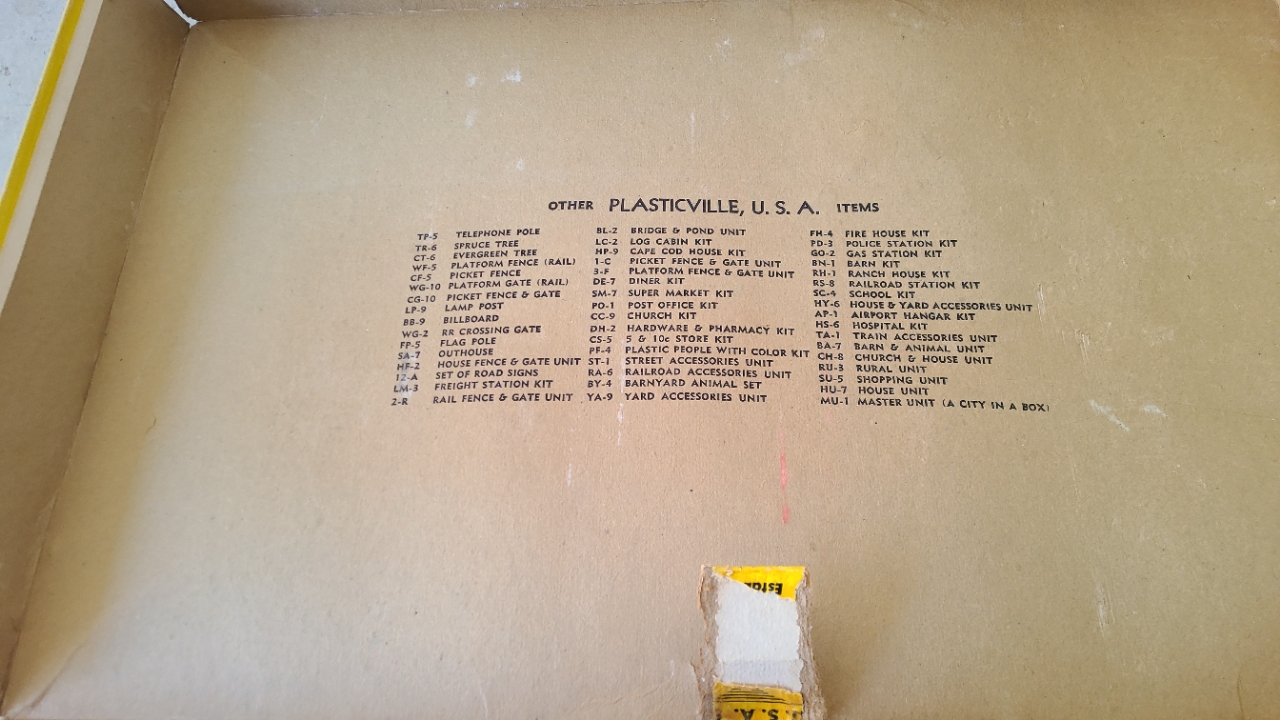 OTHER PLASTICVILLE, U. S. A. ITEMS
TP-5 TELEPHONE POLE
TR-6 SPRUCE TREE
CT-6 EVERGREEN TREE
WF-5 PLATFORM FENCE (RAIL)
CF-5 PICKET FENCE
WG-10 PLATFORM GATE (RAIL)
CG-10 PICKET FENCE & GATE
LP-9 LAMP POST
BB-9 BILLBOARD
WG-2 RR CROSSING GATE
FP-5 FLAG POLE
SA-7 OUTHOUSE
HF-2 HOUSE FENCE & GATE UNIT
12-A SET OF ROAD SIGNS
LM-3 FREIGHT STATION KIT
2-R RAIL FENCE & GATE UNIT
BL-2 BRIDGE & POND UNIT
LC-2 LOG CABIN KIT
HP-9 CAPE COD HOUSE KIT
1-C PICKET FENCE & GATE UNIT
3-F PLATFORM FENCE & GATE UNIT
DE-7 DINER KIT
SM-7 SUPER MARKET KIT
PO-1 POST OFFICE KIT
CC-9 CHURCH KIT
DH-2 HARDWARE & PHARMACY KIT
CS-5 5 & 10c STORE KIT
PF-4 PLASTIC PEOPLE WITH COLOR KIT
ST-1 STREET ACCESSORIES UNIT
RA-6 RAILROAD ACCESSORIES UNIT
BY-4 BARNYARD ANIMAL SET
YA-9 YARD ACCESSORIES UNIT
FH-4 FIRE HOUSE KIT
PD-3 POLICE STATION KIT
GO-2 GAS STATION KIT
BN-1 BARN KIT
RH-1 RANCH HOUSE KIT
RS-8 RAILROAD STATION KIT
SC-4 SCHOOL KIT
HY-6 HOUSE & YARD ACCESSORIES UNIT
AP-1 AIRPORT HANGAR KIT
HS-6 HOSPITAL KIT
TA-1 TRAIN ACCESSORIES UNIT
BA-7 BARN & ANIMAL UNIT
CH-8 CHURCH & HOUSE UNIT
RU-3 RURAL UNIT
SU-5 SHOPPING UNIT
HU-7 HOUSE UNIT
MU-1 MASTER UNIT (A CITY IN A BOX)